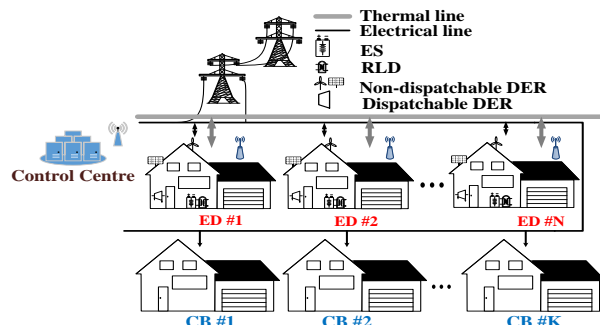 Thermal line
Electrical line
ES
RLD
Non-dispatchable DER
Dispatchable DER
Control Centre
ED #1
ED #2
ED #N
CB #1
CB #2
CB #K